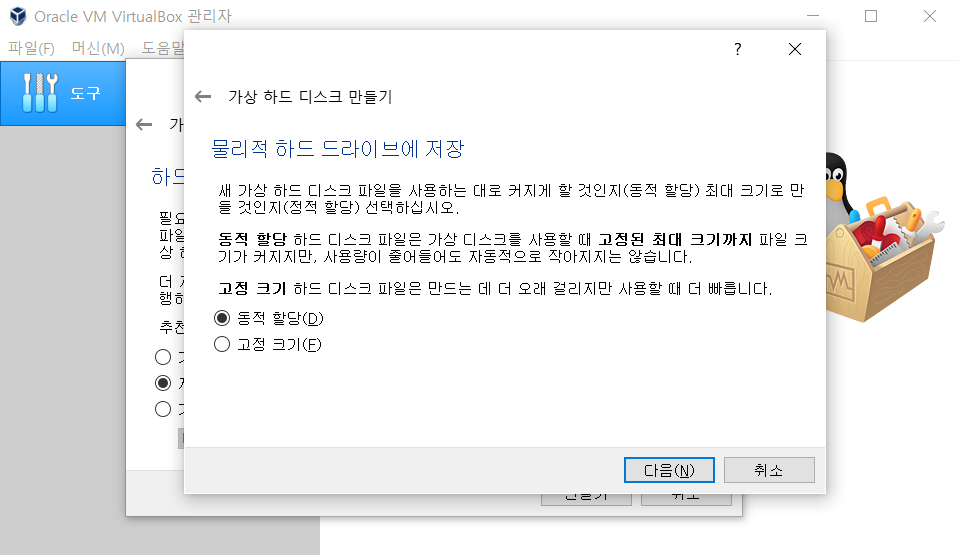 Oracle VM VirtualBox 관리자
파일(F) 머신(M) 도움말
도구
?
가상 하드 디스크 만들기
물리적 하드 드라이브에 저장
새 가상 하드 디스크 파일을 사용하는 대로 커지게 할 것인지(동적 할당) 최대 크기로 만
들 것인지(정적 할당) 선택하십시오.
동적 할당 하드 디스크 파일은 가상 디스크를 사용할 때 고정된 최대 크기까지 파일 크
기가 커지지만, 사용량이 줄어들어도 자동적으로 작아지지는 않습니다.
고정 크기 하드 디스크 파일은 만드는 데 더 오래 걸리지만 사용할 때 더 빠릅니다.
동적 할당(D)
고정 크기(F)
다음(N) 취소
하드
필요
파일
상 하
더 자
행하
추천
만들기 취소